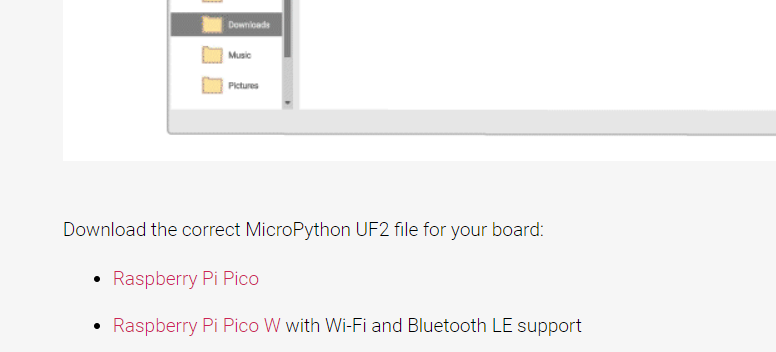 Downloads
Music
Pictures
Download the correct MicroPython UF2 file for your board:
Raspberry Pi Pico
Raspberry Pi Pico W with Wi-Fi and Bluetooth LE support